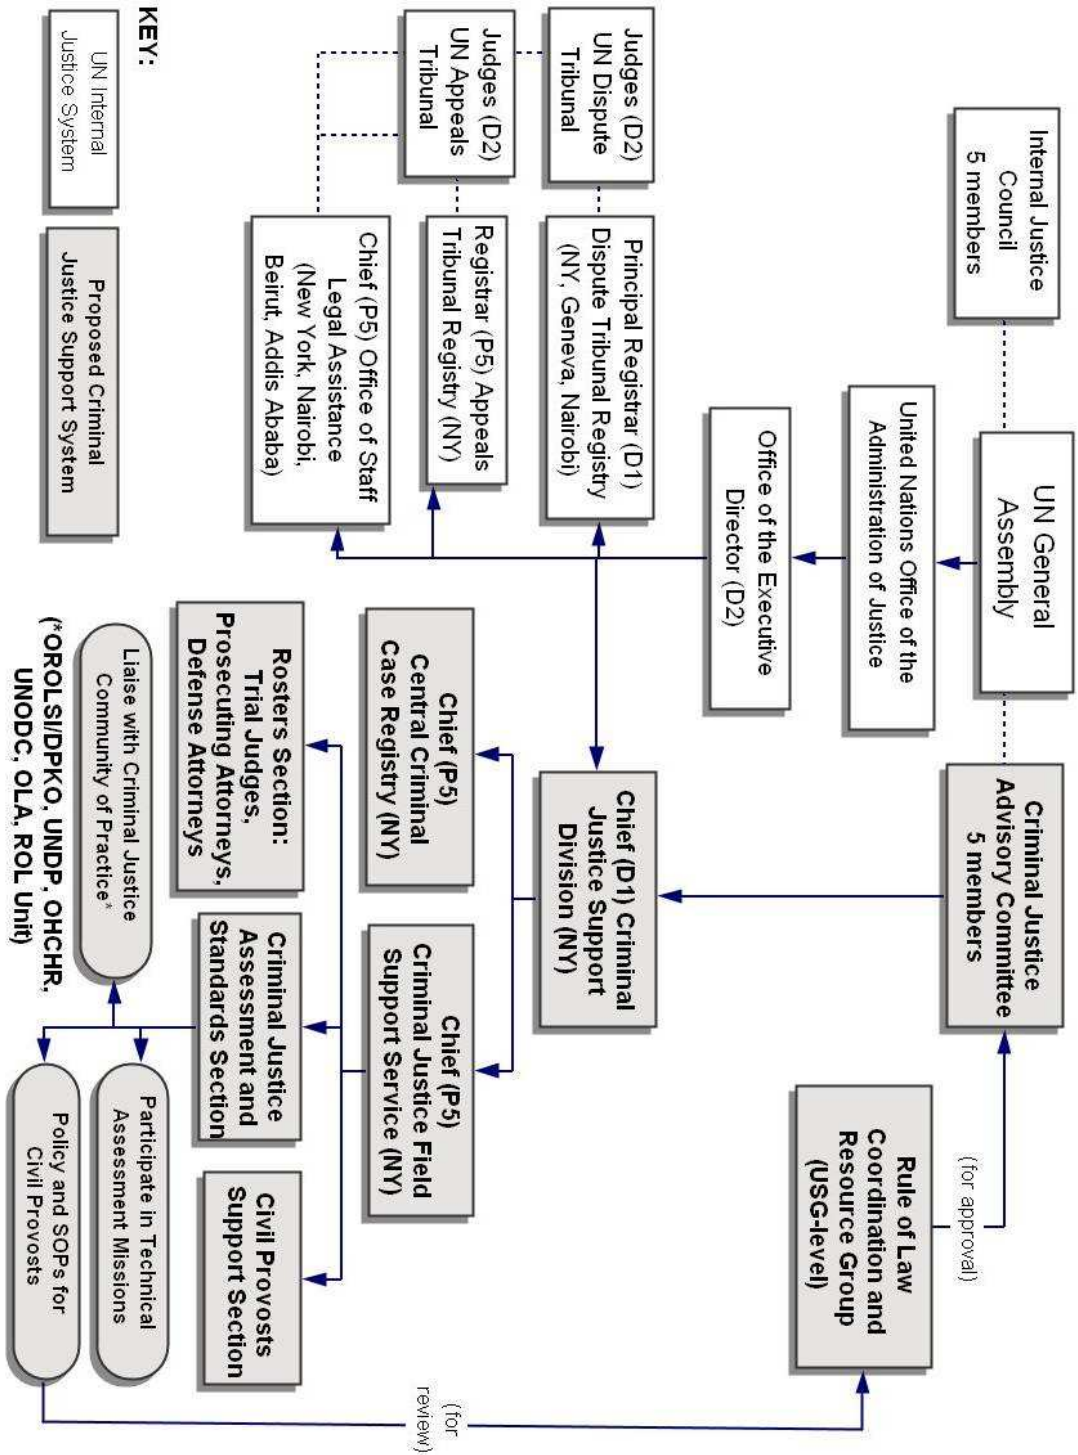 Internal Justice
Council
5 members
UN General
Assembly
Criminal Justice
Advisory Committee
5 members
(for approval)
Rule of Law
Coordination and
Resource Group
(USG-level)
United Nations Office of the
Administration of Justice
Office of the Executive
Director (D2)
Judges (D2)
UN Dispute
Tribunal
Principal Registrar (D1)
Dispute Tribunal Registry
(NY, Geneva, Nairobi)
Chief (D1) Criminal
Justice Support
Division (NY)
Judges (D2)
UN Appeals
Tribunal
Registrar (P5) Appeals
Tribunal Registry (NY)
Chief (P5) Office of Staff
Legal Assistance
(New York, Nairobi,
Beirut, Addis Ababa)
Chief (P5)
Central Criminal
Case Registry (NY)
Chief (P5)
Criminal Justice Field
Support Service (NY)
(for
review)
Rosters Section:
Trial Judges,
Prosecuting Attorneys,
Defense Attorneys
Criminal Justice
Assessment and
Standards Section
Civil Provosts
Support Section
Liaise with Criminal Justice
Community of Practice*
Participate in Technical
Assessment Missions
Policy and SOPs for
Civil Provosts
(*OROLSI/DPKO, UNDP, OHCHR,
UNODC, OLA, ROL Unit)
KEY:
UN Internal
Justice System
Proposed Criminal
Justice Support System